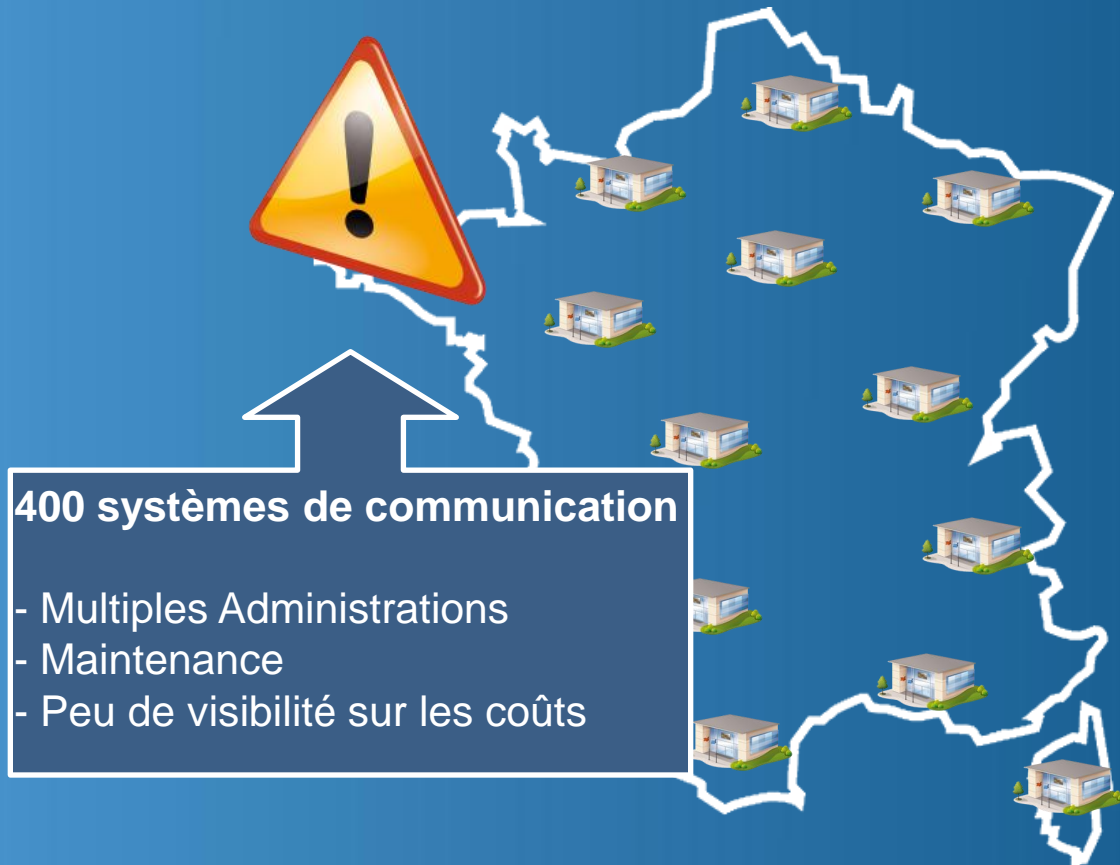 400 systèmes de communication
- Multiples Administrations
- Maintenance
- Peu de visibilité sur les coûts